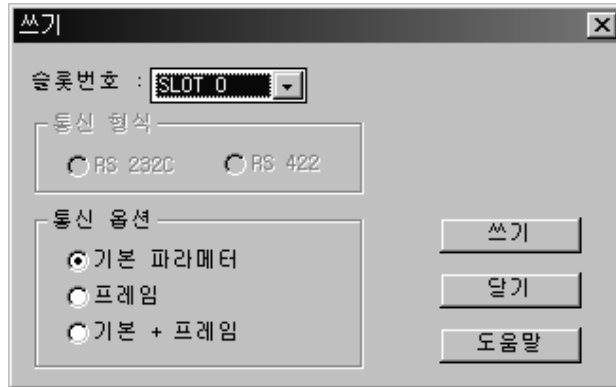 쓰기
슬롯번호 : SLOT 0
통신 형식
RS 232C RS 422
통신 옵션
기본 파라메터
프레임
기본 + 프레임
쓰기
닫기
도움말